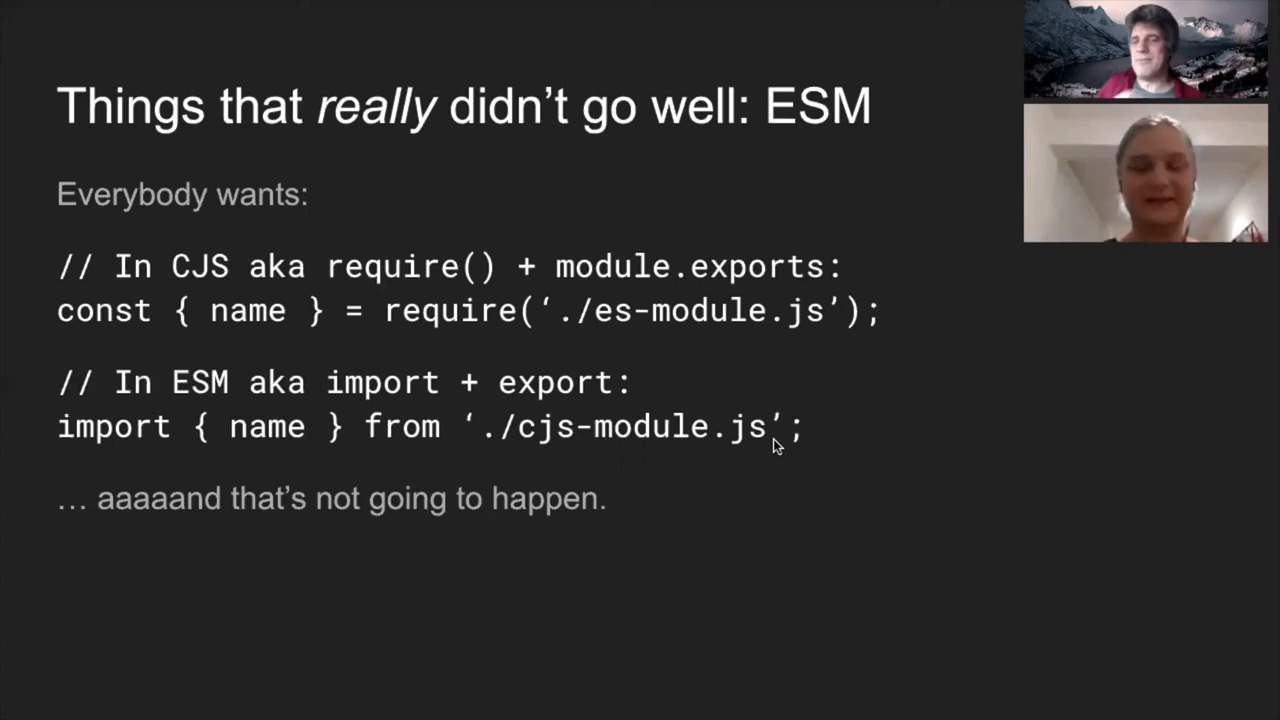 Things that really didn’t go well: ESM
Everybody wants:
// In CJS aka require() + module.exports:
const { name } = require(‘./es-module.js’);
// In ESM aka import + export:
import { name } from ‘./cjs-module.js’;
… aaaaand that’s not going to happen.